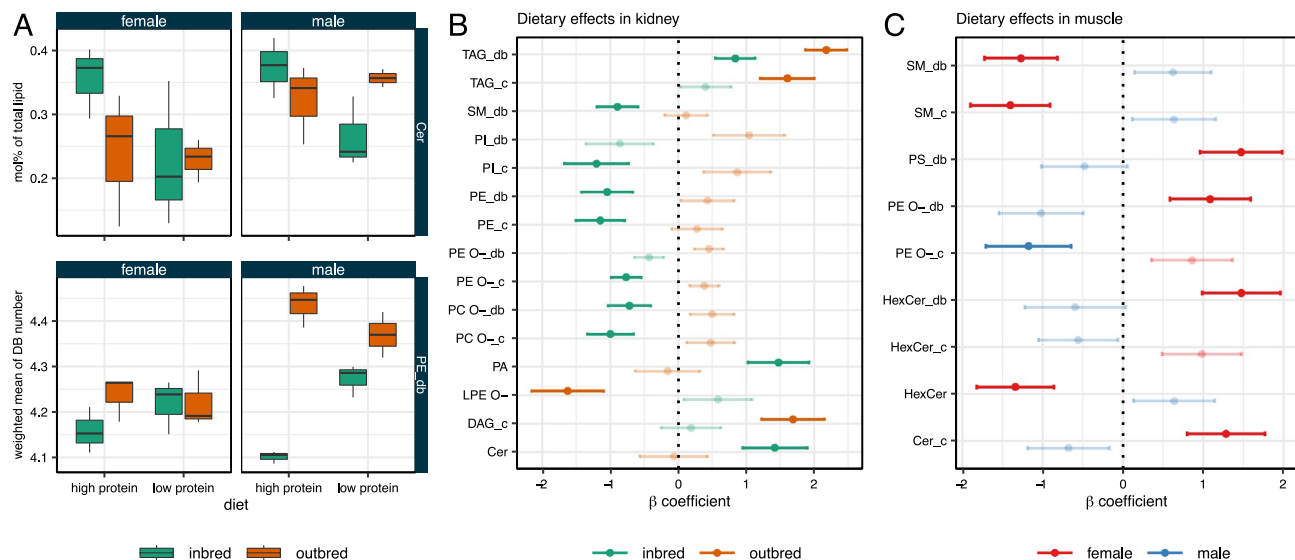 A
female
male
mol% of total lipid
0.4
0.3
0.2
Cer
female
male
weighted mean of DB number
4.4
4.3
4.2
4.1
PE_db
high protein
low protein
high protein
low protein
diet
inbred
outbred
B
Dietary effects in kidney
TAG_db
TAG_c
SM_db
PI_db
PI_c
PE_db
PE_c
PE O-_db
PE O-_c
PC O-_db
PC O-_c
PA
LPE O-
DAG_c
Cer
-2
-1
0
1
2
β coefficient
inbred
outbred
C
Dietary effects in muscle
SM_db
SM_c
PS_db
PE O-_db
PE O-_c
HexCer_db
HexCer_c
HexCer
Cer_c
-2
-1
0
1
2
β coefficient
female
male